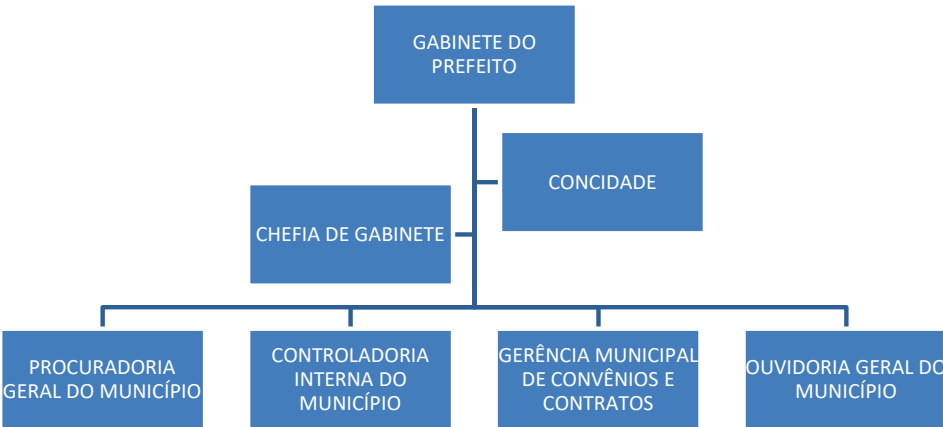 GABINETE DO
PREFEITO
CONCIDADE
CHEFIA DE GABINETE
PROCURADORIA
GERAL DO MUNICÍPIO
CONTROLADORIA
INTERNA DO
MUNICÍPIO
GERÊNCIA MUNICIPAL
DE CONVÊNIOS E
CONTRATOS
OUVIDORIA GERAL DO
MUNICÍPIO